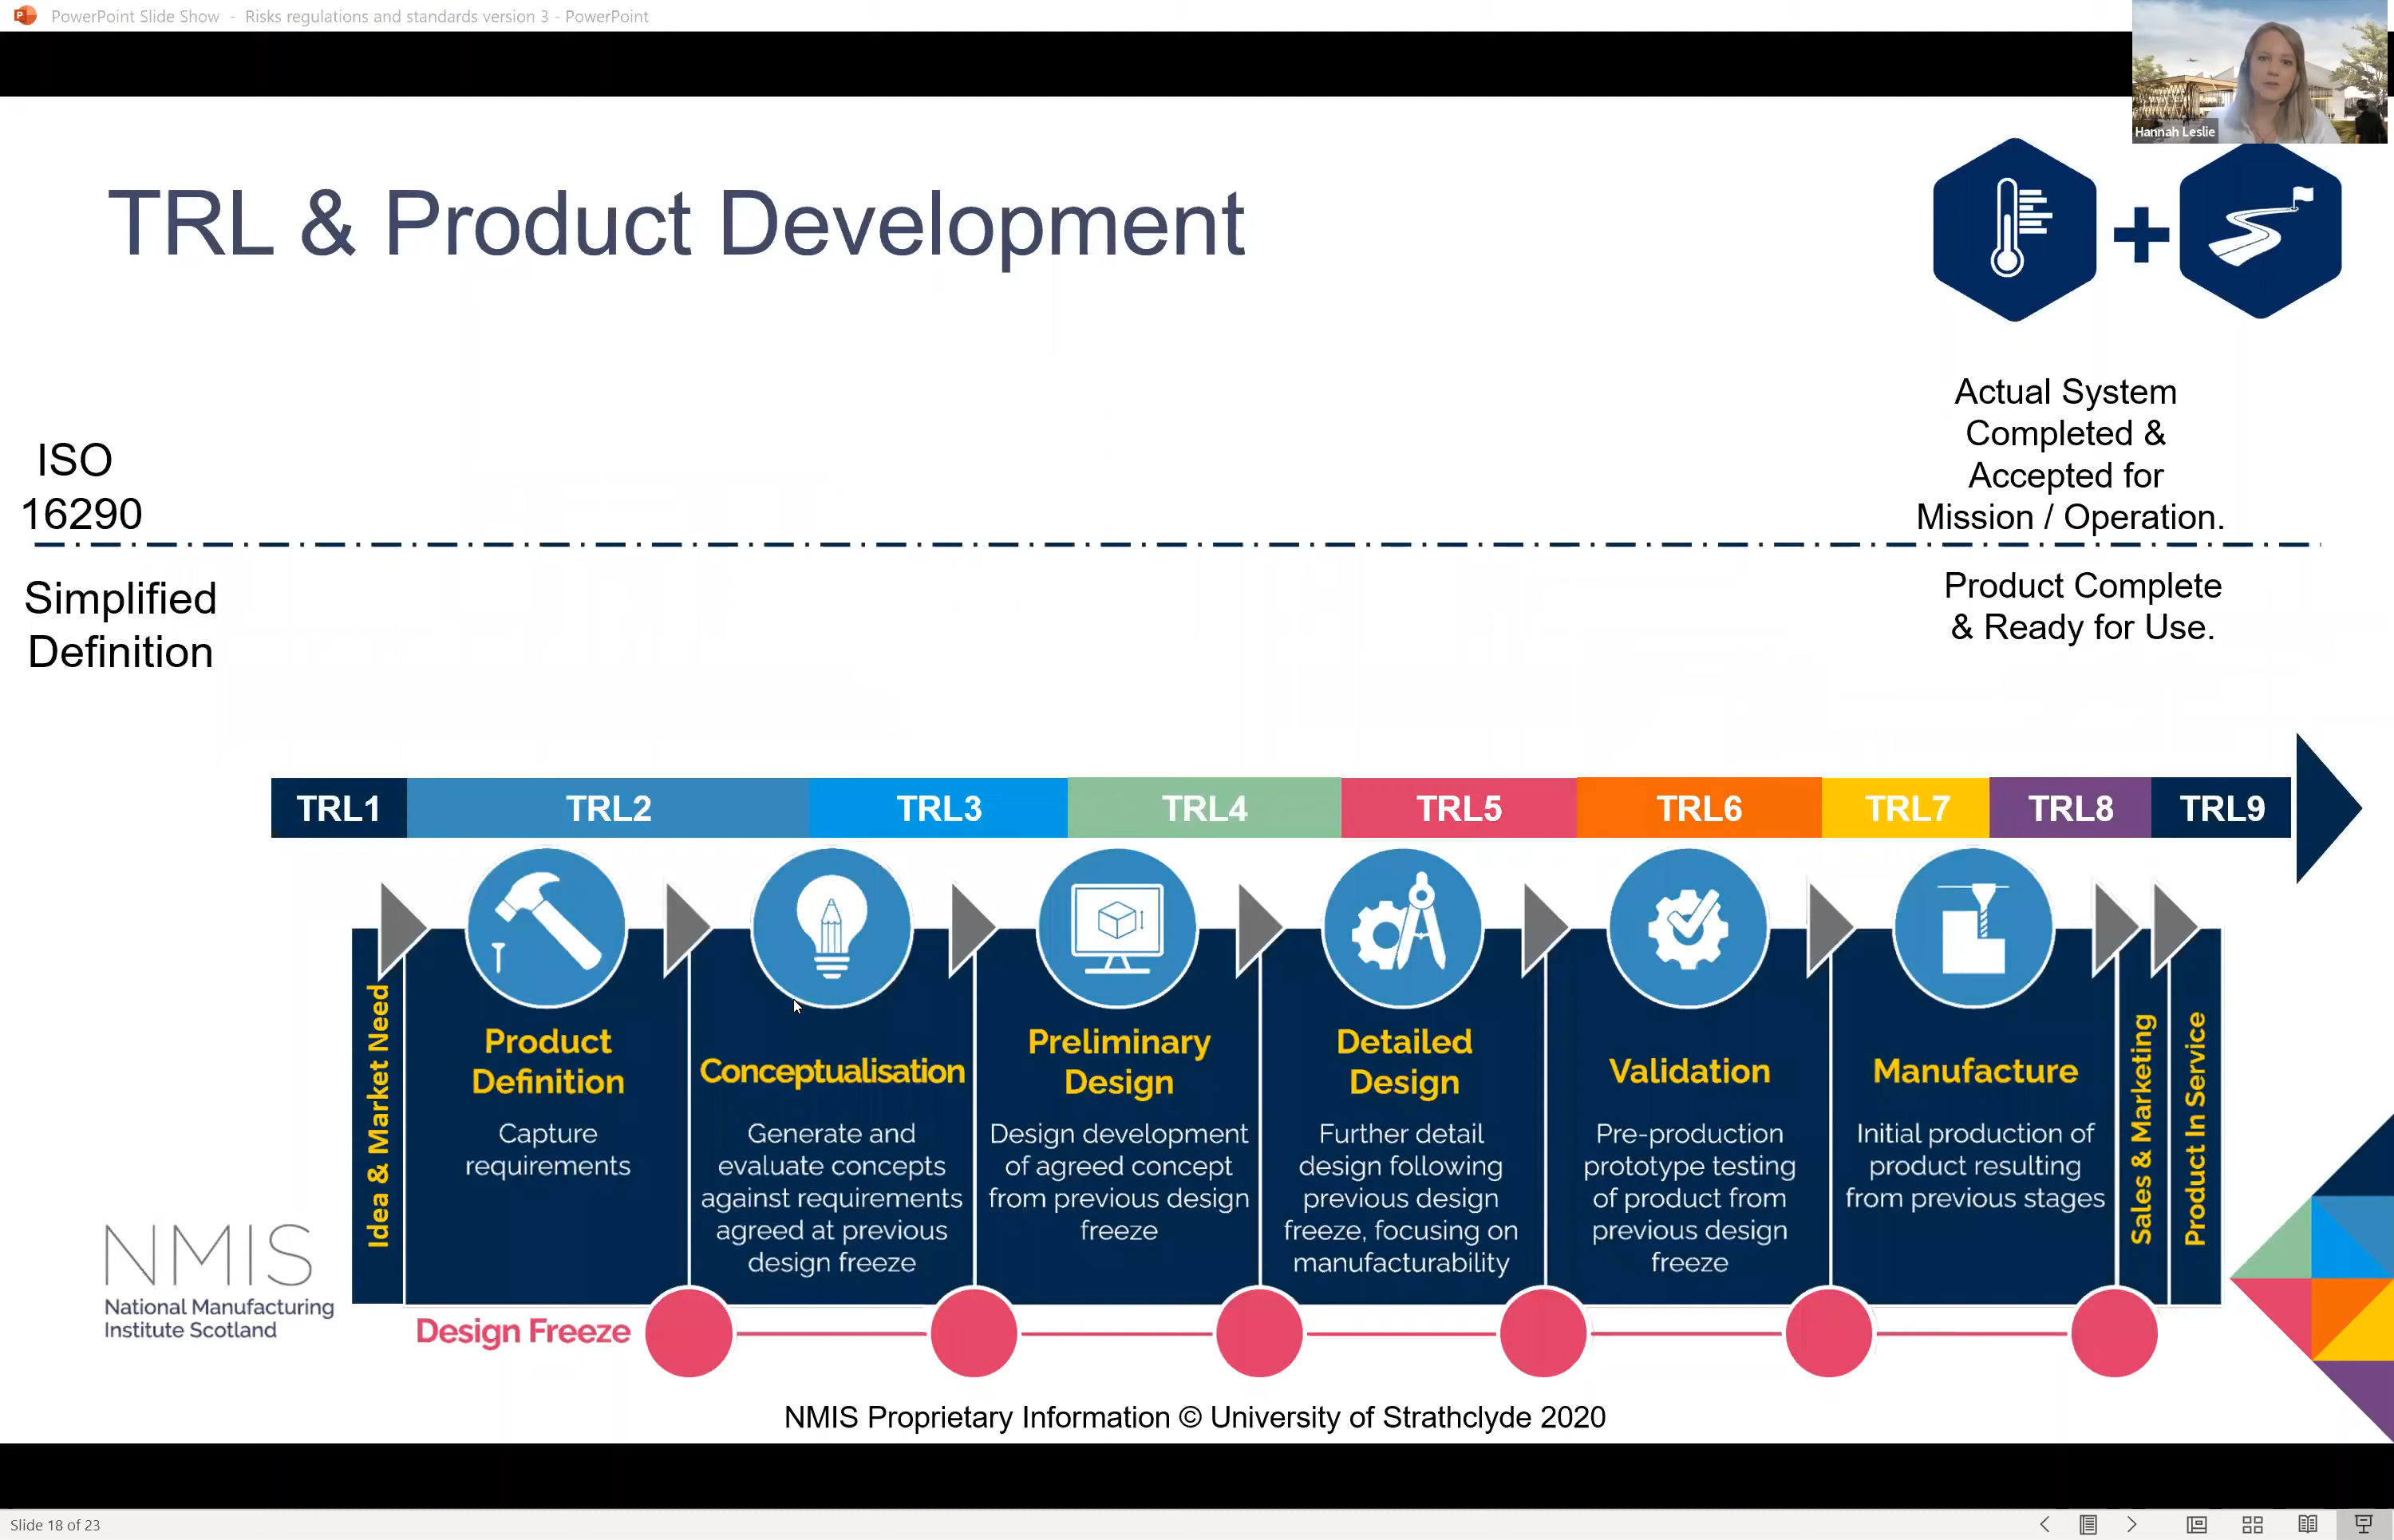 PowerPoint Slide Show - Risks regulations and standards version 3 - PowerPoint
Hannah Leslie
TRL & Product Development
Actual System
Completed &
Accepted for
Mission / Operation.
ISO
16290
Simplified
Definition
Product Complete
& Ready for Use.
TRL1 TRL2 TRL3 TRL4 TRL5 TRL6 TRL7 TRL8 TRL9
Idea & Market Need
Product
Definition
Capture
requirements
Conceptualisation
Generate and
evaluate concepts
against requirements
agreed at previous
design freeze
Preliminary
Design
Design development
of agreed concept
from previous design
freeze
Detailed
Design
Further detail
design following
previous design
freeze, focusing on
manufacturability
Validation
Pre-production
prototype testing
of product from
previous design
freeze
Manufacture
Initial production of
product resulting
from previous stages
Sales & Marketing
Product In Service
NMIS
National Manufacturing
Institute Scotland
Design Freeze
NMIS Proprietary Information © University of Strathclyde 2020
Slide 18 of 23